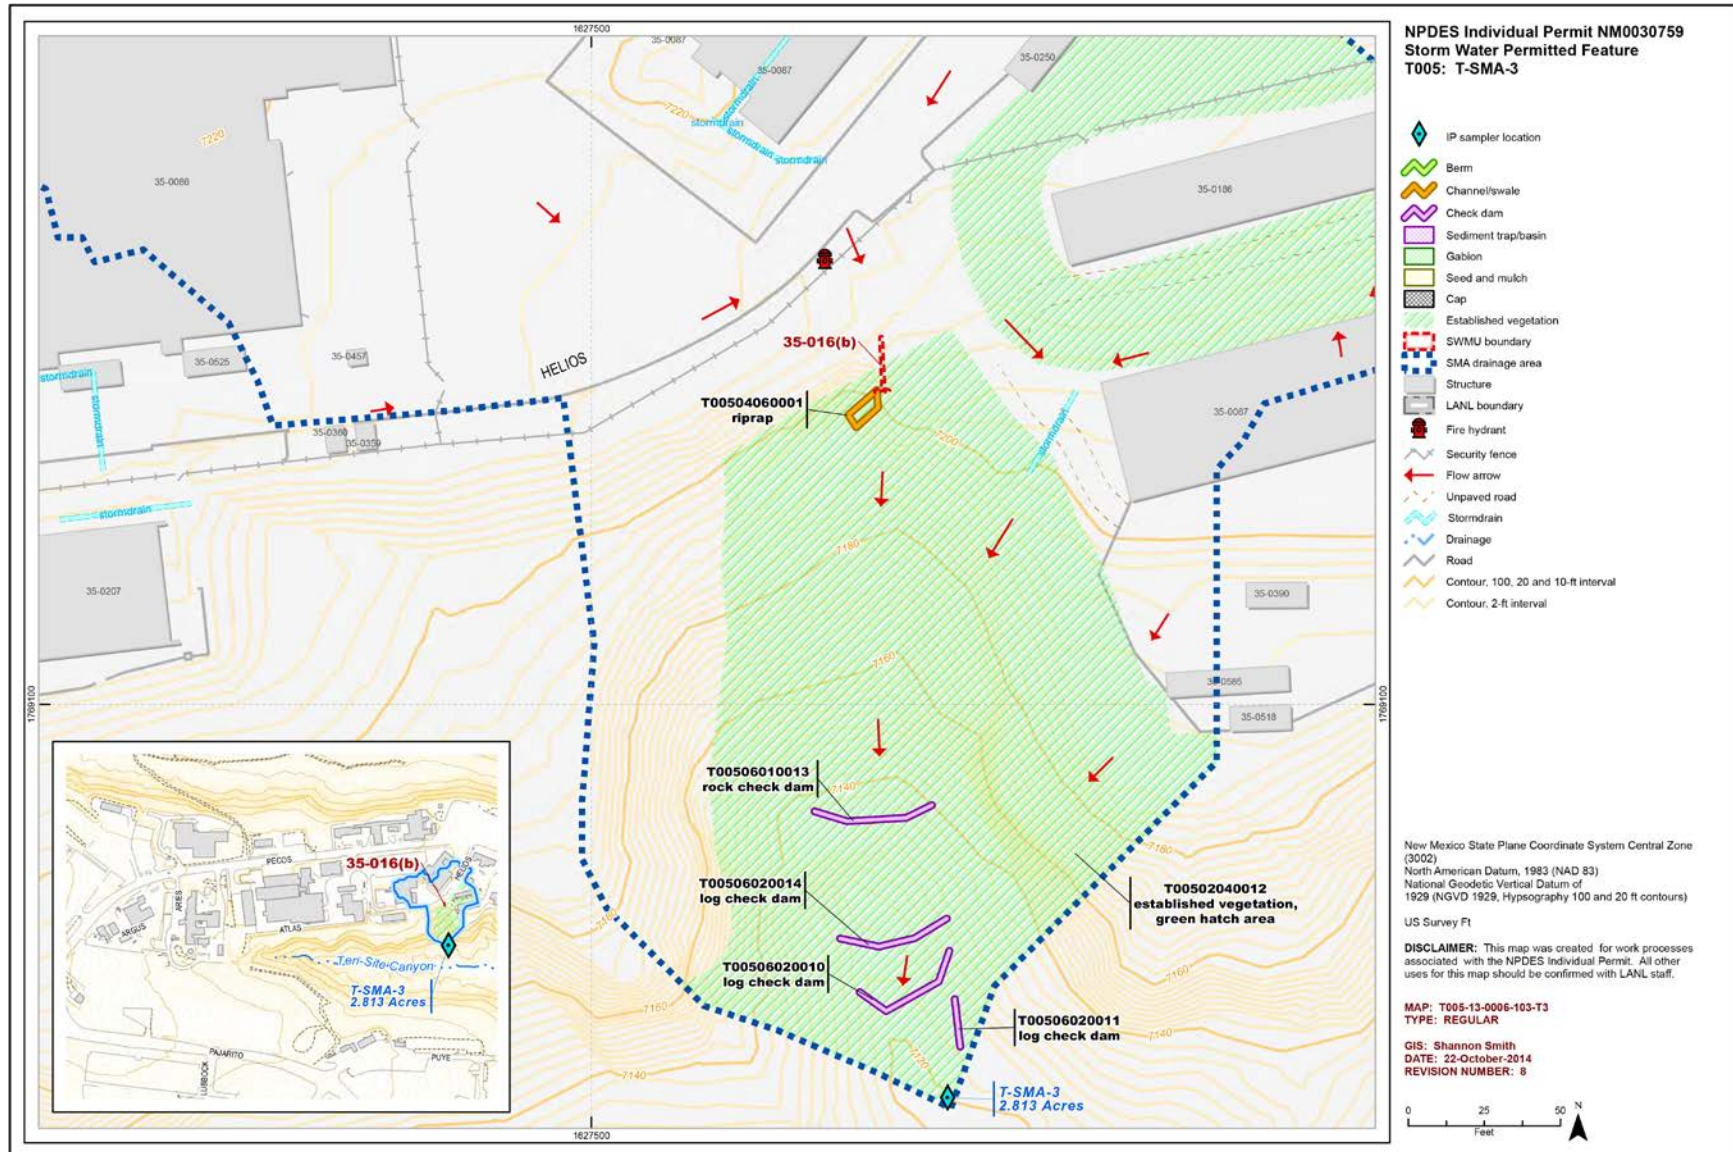 NPDES Individual Permit NM0030759
Storm Water Permitted Feature
T005: T-SMA-3
IP sampler location
Berm
Channel/swale
Check dam
Sediment trap/basin
Gabion
Seed and mulch
Cap
Established vegetation
SWMU boundary
SMA drainage area
Structure
LANL boundary
Fire hydrant
Security fence
Flow arrow
Unpaved road
Stormdrain
Drainage
Road
Contour, 100, 20 and 10-ft interval
Contour, 2-ft interval
New Mexico State Plane Coordinate System Central Zone
(3002)
North American Datum, 1983 (NAD 83)
National Geodetic Vertical Datum of
1929 (NGVD 1929, Hypsography 100 and 20 ft contours)
US Survey Ft
DISCLAIMER: This map was created for work processes
associated with the NPDES Individual Permit. All other
uses for this map should be confirmed with LANL staff.
MAP: T005-13-0006-103-T3
TYPE: REGULAR
GIS: Shannon Smith
DATE: 22-October-2014
REVISION NUMBER: 8
0 25 50
Feet
N
1627500
35-0087
35-0087
35-0250
7220
7220
stormdrain
stormdrain
stormdrain
stormdrain
35-0086
35-0186
35-016(b)
HELIOS
35-0525
35-0457
stormdrain
stormdrain
35-0360
35-0359
T00504060001
riprap
7200
stormdrain
35-0087
stormdrain
35-0207
7180
35-0390
7160
35-0585
35-0518
1769100
1769100
T00506010013
rock check dam
7140
7180
T00506020014
log check dam
T00502040012
established vegetation,
green hatch area
7180
7160
T00506020010
log check dam
7160
T00506020011
log check dam
7140
7120
7140
T-SMA-3
2.813 Acres
1627500
35-016(b)
PECOS
HELIOS
ARIES
ARGUS
ATLAS
Ten-Site-Canyon
T-SMA-3
2.813 Acres
PAJARITO
LUBBOCK
PUYE